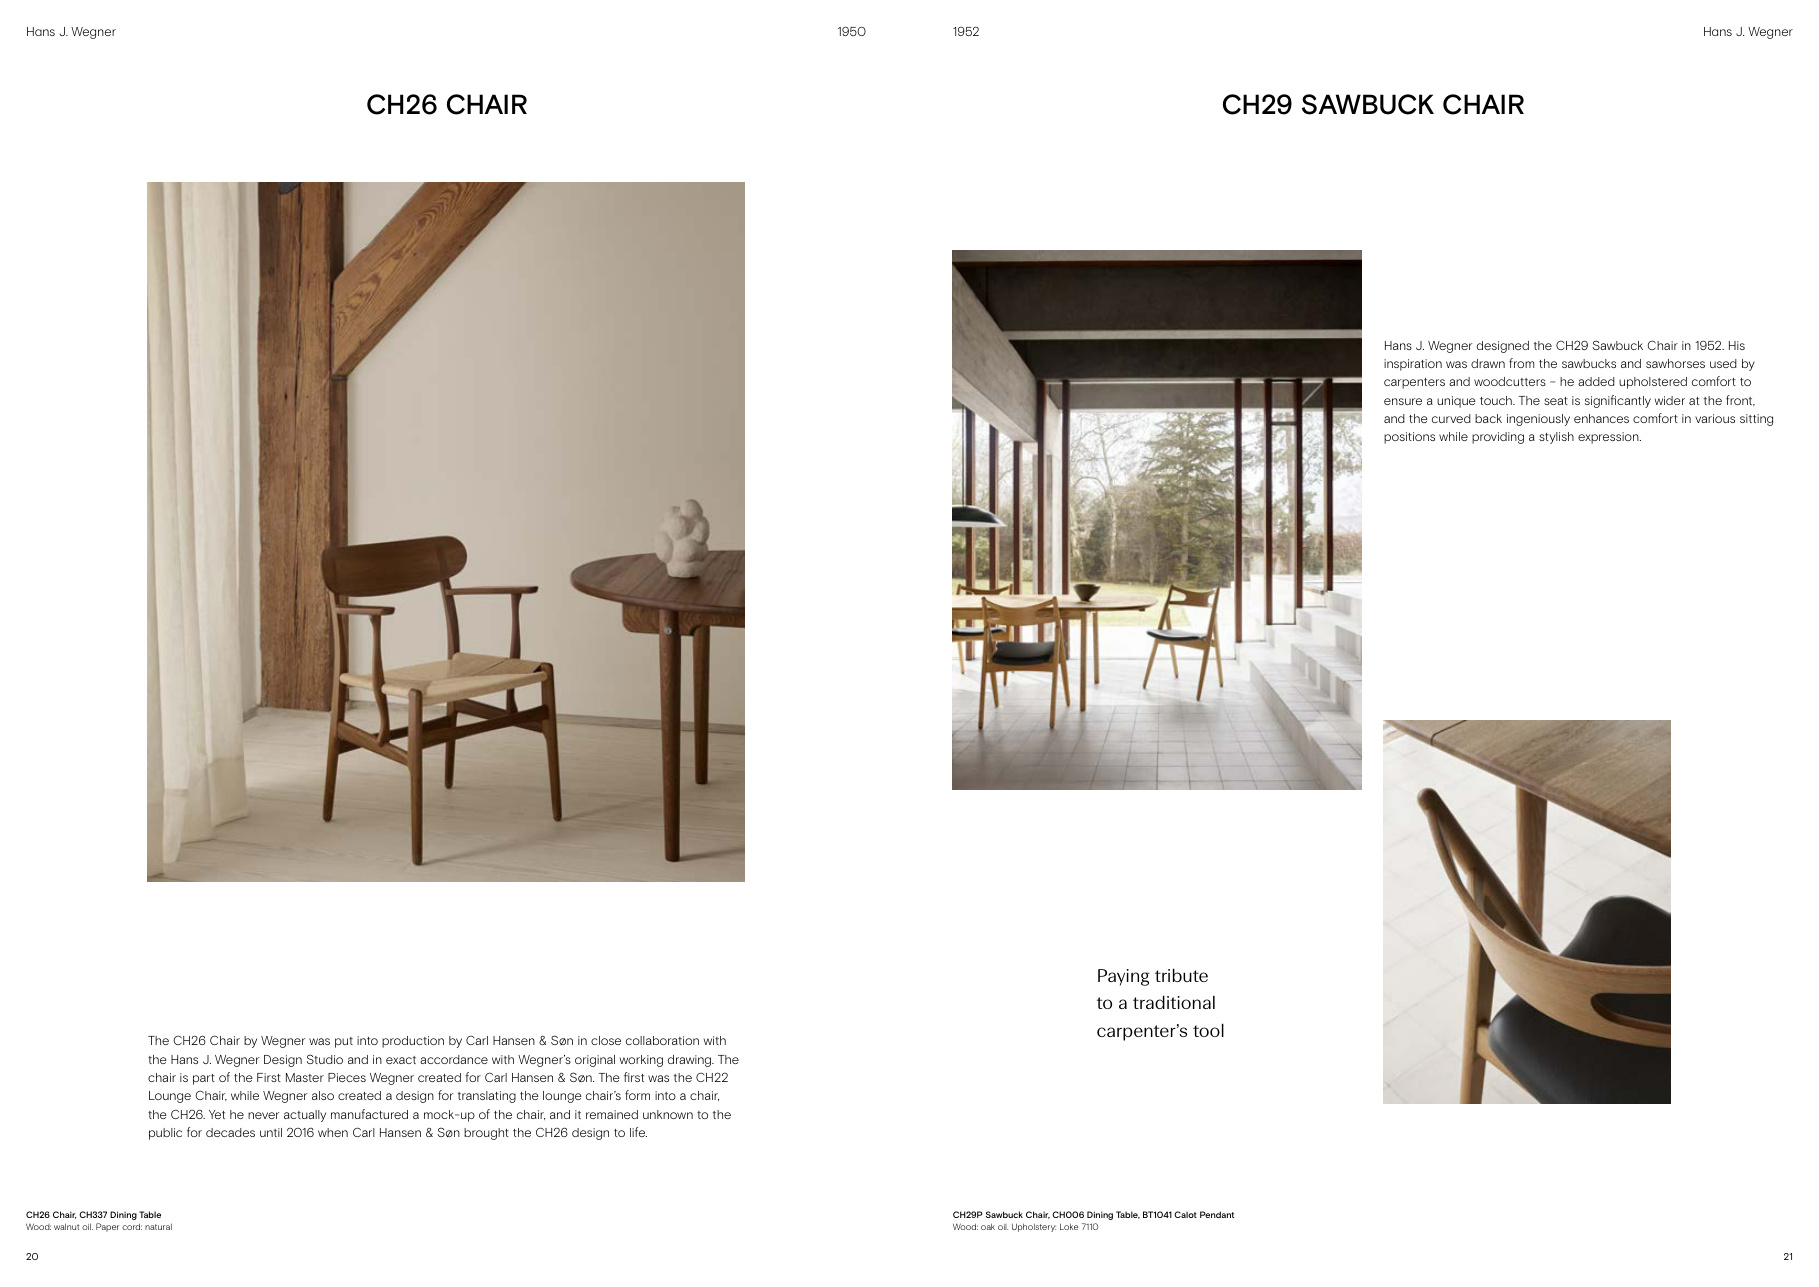 Hans J. Wegner
1950
CH26 CHAIR
The CH26 Chair by Wegner was put into production by Carl Hansen & Søn in close collaboration with
the Hans J. Wegner Design Studio and in exact accordance with Wegner's original working drawing. The
chair is part of the First Master Pieces Wegner created for Carl Hansen & Søn. The first was the CH22
Lounge Chair, while Wegner also created a design for translating the lounge chair's form into a chair,
the CH26. Yet he never actually manufactured a mock-up of the chair, and it remained unknown to the
public for decades until 2016 when Carl Hansen & Søn brought the CH26 design to life.
CH26 Chair, CH337 Dining Table
Wood: walnut oil. Paper cord: natural
20
1952
Hans J. Wegner
CH29 SAWBUCK CHAIR
Hans J. Wegner designed the CH29 Sawbuck Chair in 1952. His
inspiration was drawn from the sawbucks and sawhorses used by
carpenters and woodcutters – he added upholstered comfort to
ensure a unique touch. The seat is significantly wider at the front,
and the curved back ingeniously enhances comfort in various sitting
positions while providing a stylish expression.
Paying tribute
to a traditional
carpenter's tool
CH29P Sawbuck Chair, CH006 Dining Table, BT1041 Calot Pendant
Wood: oak oil. Upholstery: Loke 7110
21